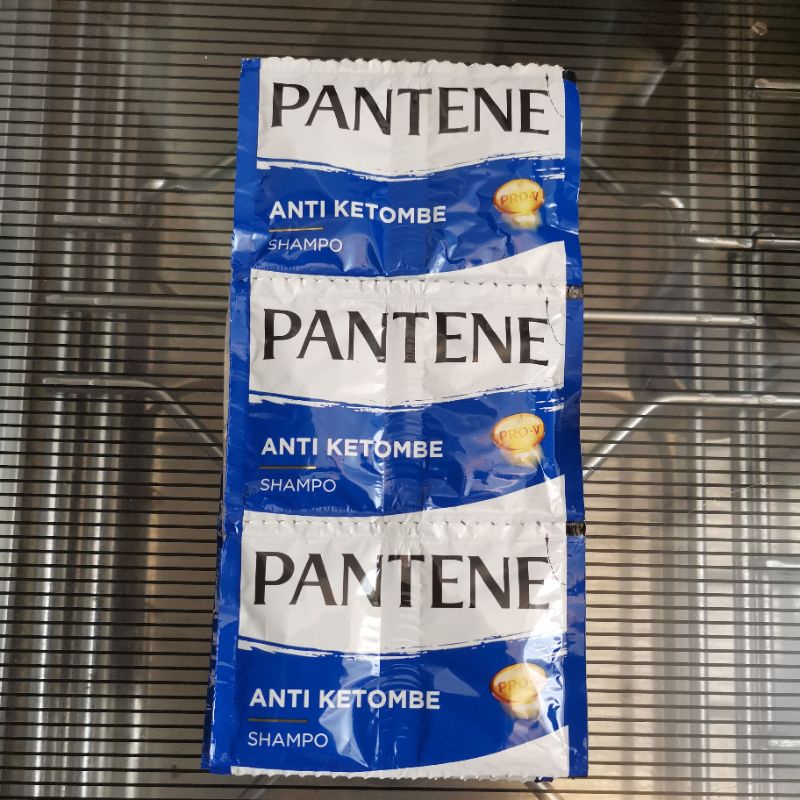 PANTENE
ANTI KETOMBE
SHAMPO
PRO-V
PANTENE
ANTI KETOMBE
SHAMPO
PRO-V
PANTENE
ANTI KETOMBE
SHAMPO
PRO-